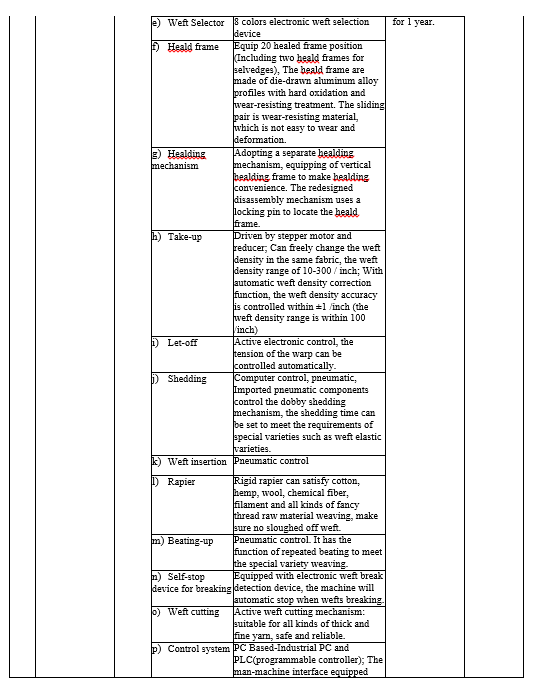 e) Weft Selector
8 colors electronic weft selection
device
for 1 year.
f) Heald frame
Equip 20 healed frame position
(Including two heald frames for
selvedges), The heald frame are
made of die-drawn aluminum alloy
profiles with hard oxidation and
wear-resisting treatment. The sliding
pair is wear-resisting material,
which is not easy to wear and
deformation.
g) Healding
mechanism
Adopting a separate healding
mechanism, equipping of vertical
healding frame to make healding
convenience. The redesigned
disassembly mechanism uses a
locking pin to locate the heald
frame.
h) Take-up
Driven by stepper motor and
reducer; Can freely change the weft
density in the same fabric, the weft
density range of 10-300 / inch; With
automatic weft density correction
function, the weft density accuracy
is controlled within ±1 /inch (the
weft density range is within 100
/inch)
i) Let-off
Active electronic control, the
tension of the warp can be
controlled automatically.
j) Shedding
Computer control, pneumatic,
Imported pneumatic components
control the dobby shedding
mechanism, the shedding time can
be set to meet the requirements of
special varieties such as weft elastic
varieties.
k) Weft insertion
Pneumatic control
l) Rapier
Rigid rapier can satisfy cotton,
hemp, wool, chemical fiber,
filament and all kinds of fancy
thread raw material weaving, make
sure no sloughed off weft.
m) Beating-up
Pneumatic control. It has the
function of repeated beating to meet
the special variety weaving.
n) Self-stop
device for breaking
Equipped with electronic weft break
detection device, the machine will
automatic stop when wefts breaking.
o) Weft cutting
Active weft cutting mechanism:
suitable for all kinds of thick and
fine yarn, safe and reliable.
p) Control system
PC Based-Industrial PC and
PLC(programmable controller); The
man-machine interface equipped